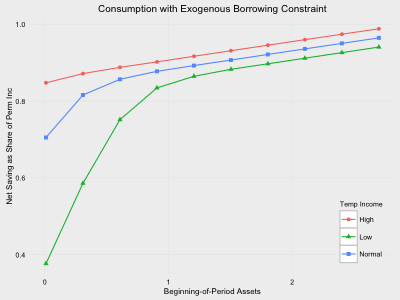 Consumption with Exogenous Borrowing Constraint
Net Saving as Share of Perm Inc
1.0
0.8
0.6
0.4
0
1
2
Beginning-of-Period Assets
Temp Income
High
Low
Normal